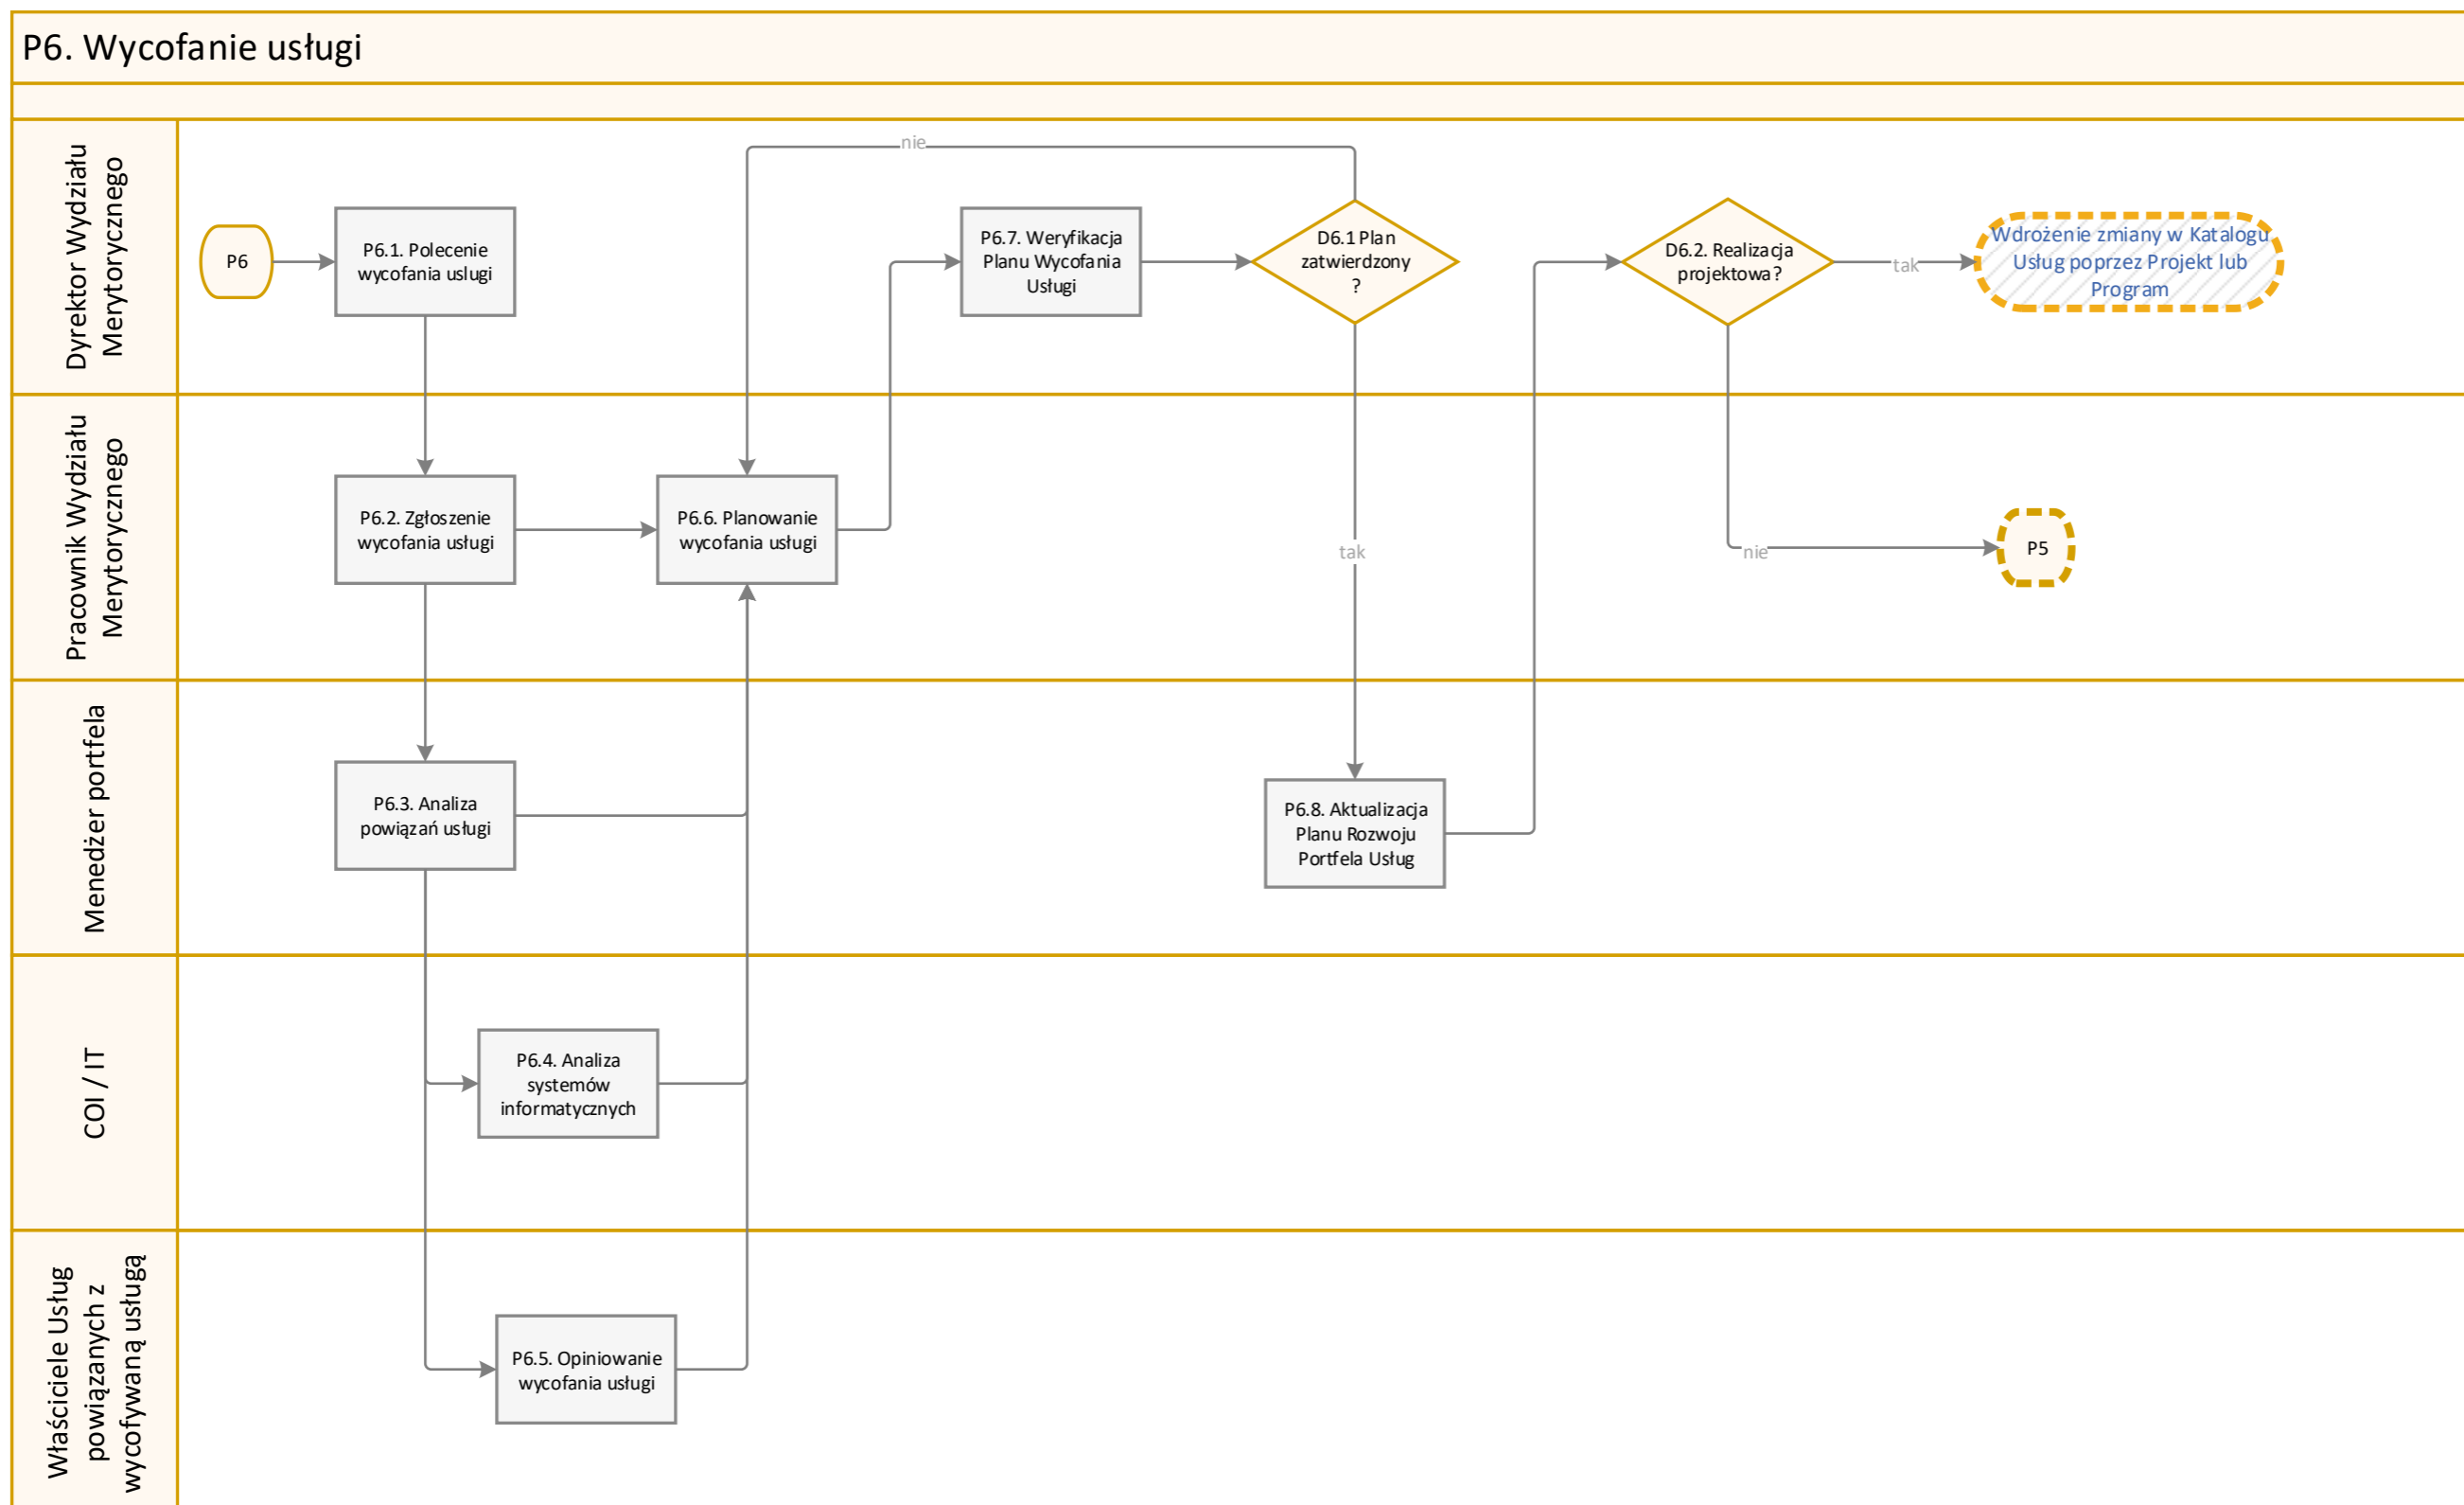 P6. Wycofanie usługi
Dyrektor Wydziału
Merytorycznego
P6
P6.1. Polecenie
wycofania uslugi
nie
P6.7. Weryfikacja
Planu Wycofania
Usługi
D6.1 Plan
zatwierdzony
?
D6.2. Realizacja
projektowa?
tak
Wdrożenie zmiany w Katalogu
Usług poprzez Projekt lub
Program
Pracownik Wydziału
Merytorycznego
P6.2. Zgłoszenie
wycofania usługi
P6.6. Planowanie
wycofania usługi
tak
nie
P5
Menedżer portfela
P6.3. Analiza
powiązań usługi
P6.8. Aktualizacja
Planu Rozwoju
Portfela Usług
COI / IT
P6.4. Analiza
systemów
informatycznych
Właściciele Usług
powiązanych z
wycofywaną usługą
P6.5. Opiniowanie
wycofania usługi